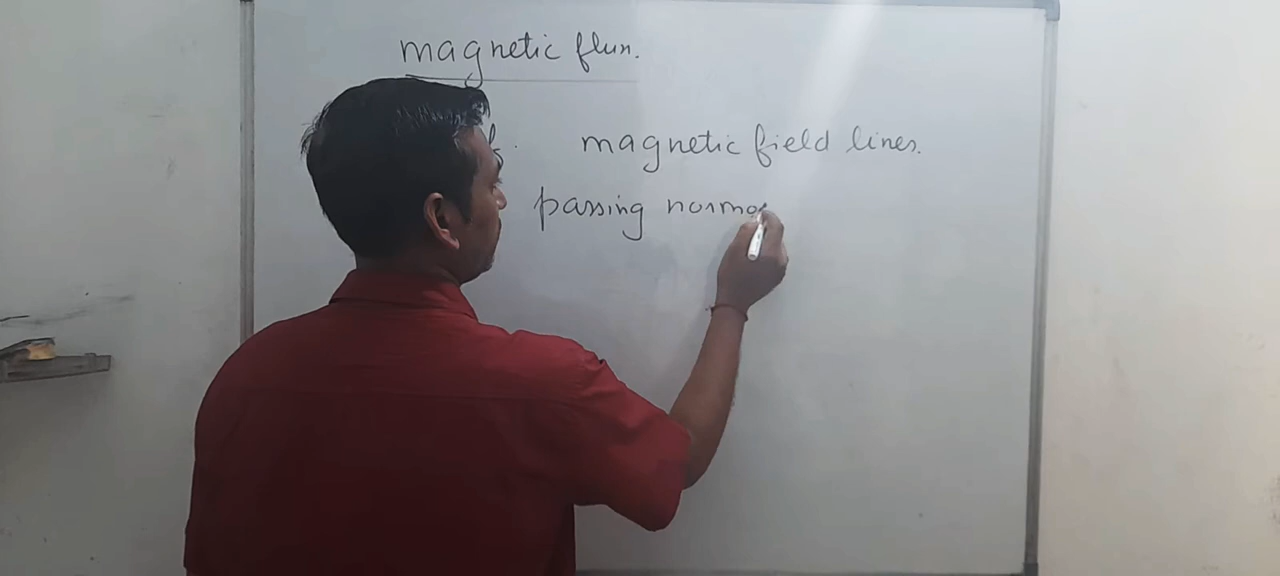 magnetic flux.
magnetic field lines.
passing norma